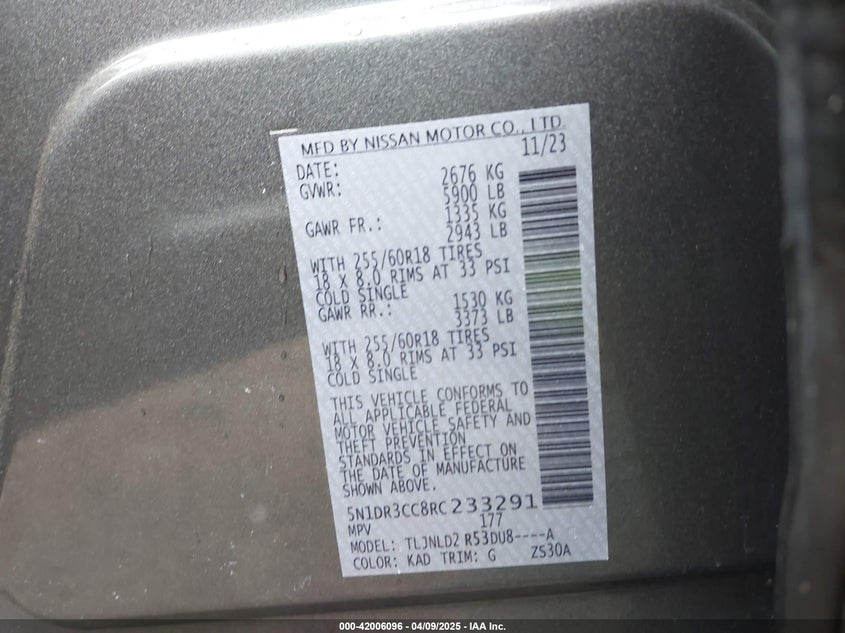 MFD BY NISSAN MOTOR CO., LTD.
DATE: 11/23
GVWR: 2676 KG
5900 LB
GAWR FR.: 1335 KG
2943 LB
WITH 255/60R18 TIRES
18 X 8.0 RIMS AT 33 PSI
COLD SINGLE
GAWR RR.: 1530 KG
3373 LB
WITH 255/60R18 TIRES
18 X 8.0 RIMS AT 33 PSI
COLD SINGLE
THIS VEHICLE CONFORMS TO
ALL APPLICABLE FEDERAL
MOTOR VEHICLE SAFETY AND
THEFT PREVENTION
STANDARDS IN EFFECT ON
THE DATE OF MANUFACTURE
SHOWN ABOVE.
5N1DR3CC8RC233291
MPV 177
MODEL: TLJNLD2 R53DU8----A
COLOR: KAD TRIM: G ZS30A
000-42006096 - 04/09/2025 - IAA Inc.